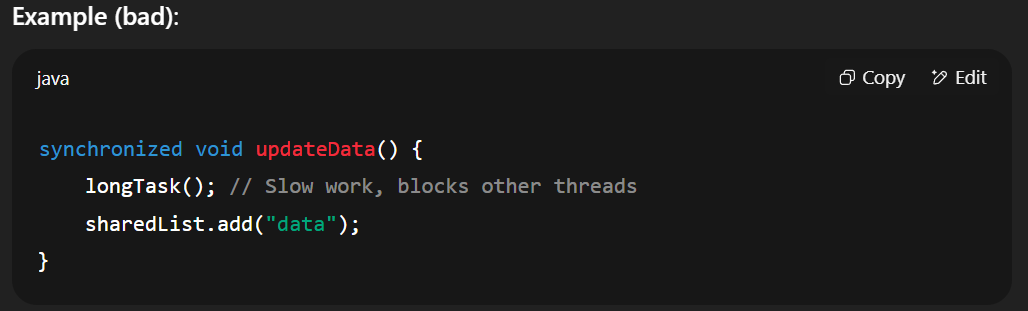 Example (bad):
java
Copy
Edit
synchronized void updateData() {
    longTask(); // Slow work, blocks other threads
    sharedList.add("data");
}